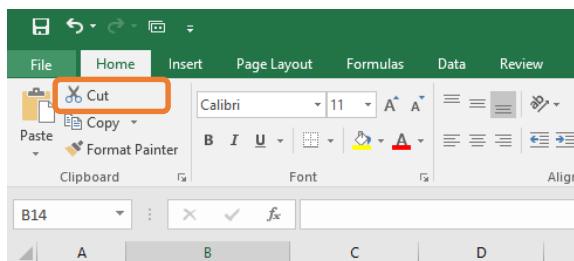 File Home Insert Page Layout Formulas Data Review
Cut
Calibri 11 A A
Copy
Paste
B I U A
Format Painter
Clipboard Font
B14 fx
A B C D